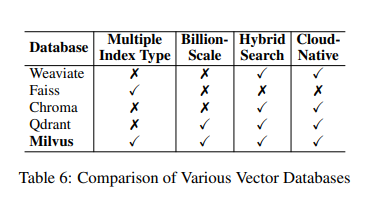 Database Multiple Index Type Billion-Scale Hybrid Search Cloud-Native
Weaviate ✗ ✗ ✓ ✓
Faiss ✓ ✗ ✗ ✗
Chroma ✗ ✗ ✓ ✓
Qdrant ✗ ✓ ✓ ✓
Milvus ✓ ✓ ✓ ✓
Table 6: Comparison of Various Vector Databases